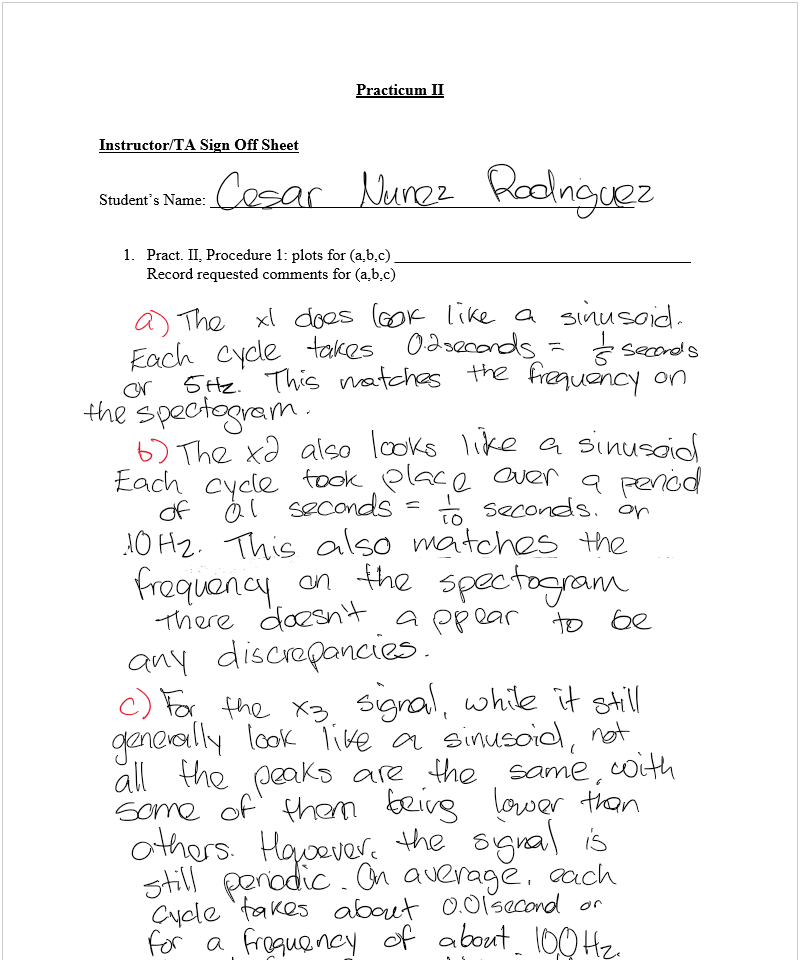 Practicum II
Instructor/TA Sign Off Sheet
Student's Name: Cesar Nunez Rodriguez
1. Pract. II, Procedure 1: plots for (a,b,c)
Record requested comments for (a,b,c)
a) The x1 does look like a sinusoid.
Each cycle takes 0.2 seconds = 1/5 seconds
or 5Hz. This matches the frequency on
the spectogram.
b) The x2 also looks like a sinusoid
Each cycle took place over a period
of 0.1 seconds = 1/10 seconds. or
10 Hz. This also matches the
frequency on the spectogram
There doesn't appear to be
any discrepancies.
c) For the x3 signal, while it still
generally look like a sinusoid, not
all the peaks are the same, with
some of them being lower than
others. However, the signal is
still periodic. On average, each
cycle takes about 0.01 second or
for a frequency of about 100 Hz.